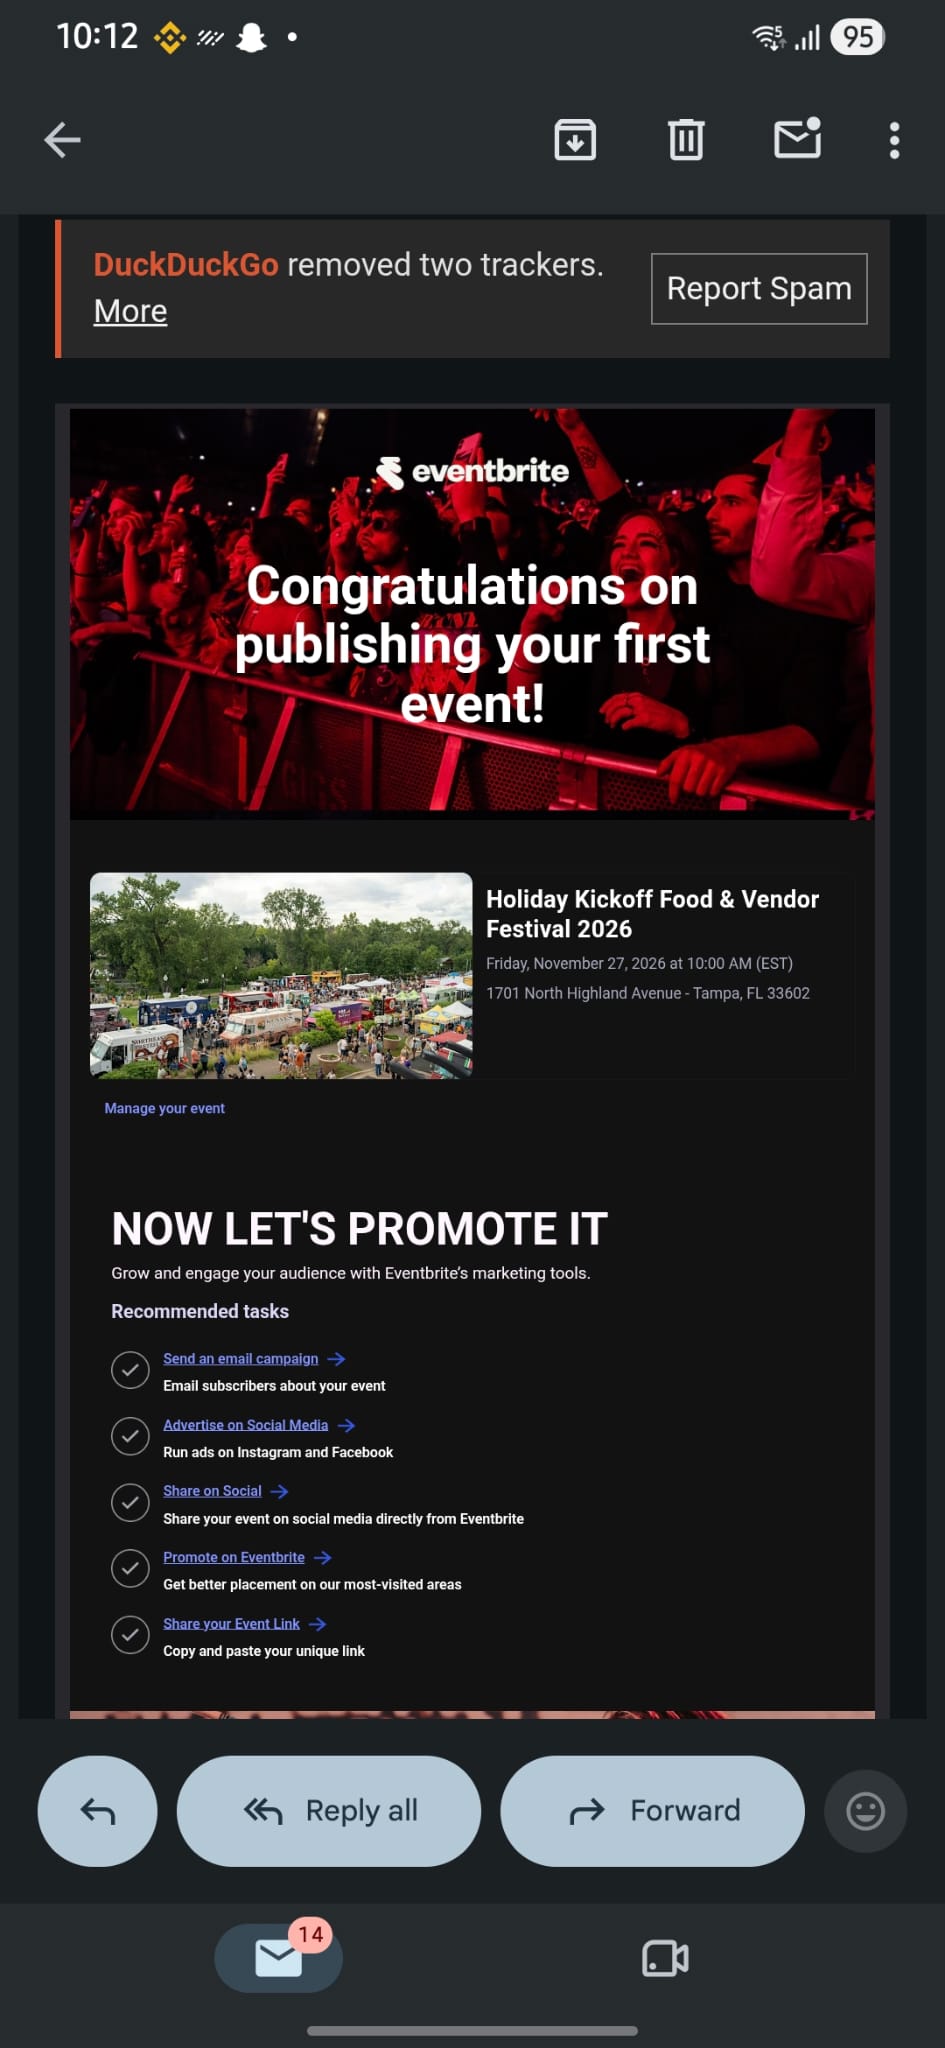 10:12
5
95
DuckDuckGo removed two trackers.
More
Report Spam
eventbrite
Congratulations on
publishing your first
event!
Holiday Kickoff Food & Vendor
Festival 2026
Friday, November 27, 2026 at 10:00 AM (EST)
1701 North Highland Avenue - Tampa, FL 33602
Manage your event
NOW LET'S PROMOTE IT
Grow and engage your audience with Eventbrite’s marketing tools.
Recommended tasks
Send an email campaign →
Email subscribers about your event
Advertise on Social Media →
Run ads on Instagram and Facebook
Share on Social →
Share your event on social media directly from Eventbrite
Promote on Eventbrite →
Get better placement on our most-visited areas
Share your Event Link →
Copy and paste your unique link
Reply all
Forward
14